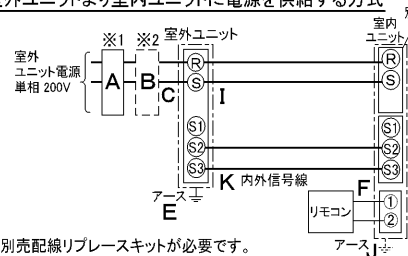 外ユニットより室内ユニットに電源を供給する方式
※1 ※2 室外ユニット
室内
ユニット
室外
ユニット電源
単相 200V
A B C I
R R
S S
S1 S1
S2 S2
S3 S3
K 内外信号線
F
アース
E
リモコン
①
②
別売配線リプレースキットが必要です。
アース J